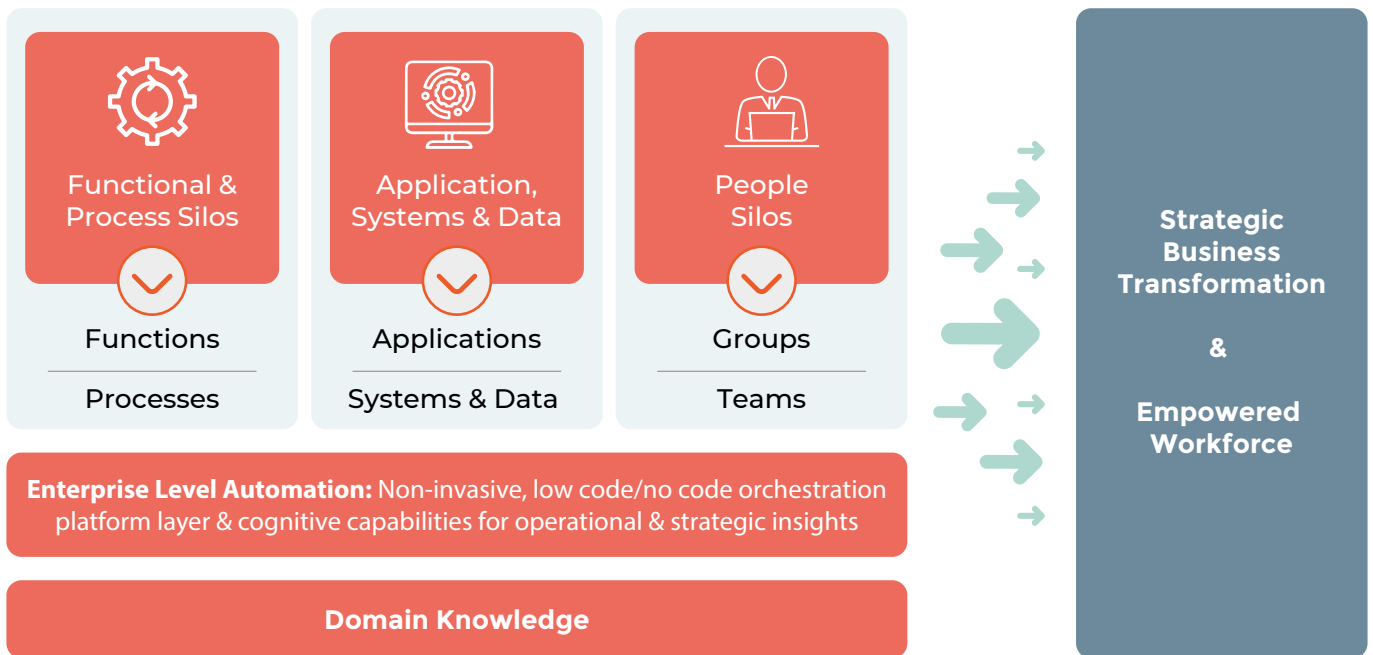 Functional &
Process Silos
Functions
Processes
Application,
Systems & Data
Applications
Systems & Data
People
Silos
Groups
Teams
Enterprise Level Automation: Non-invasive, low code/no code orchestration
platform layer & cognitive capabilities for operational & strategic insights
Domain Knowledge
Strategic
Business
Transformation
&
Empowered
Workforce